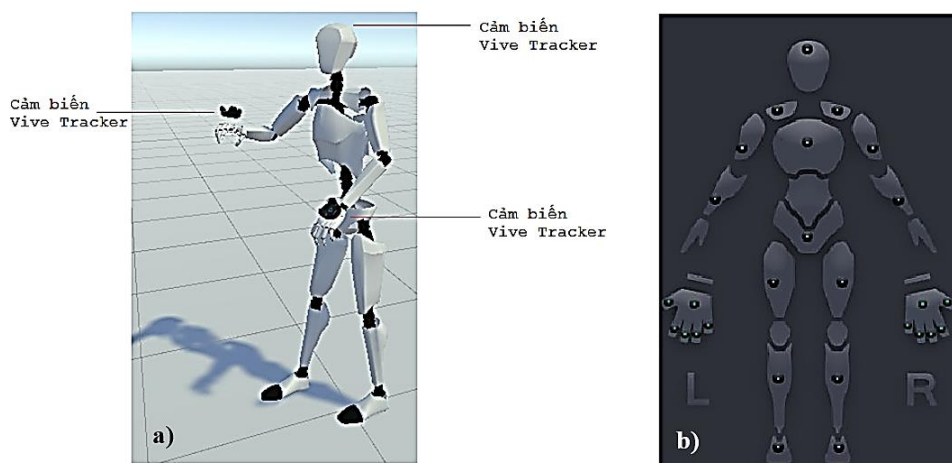 Cảm biến
Vive Tracker
Cảm biến
Vive Tracker
Cảm biến
Vive Tracker
a)
L
R
b)